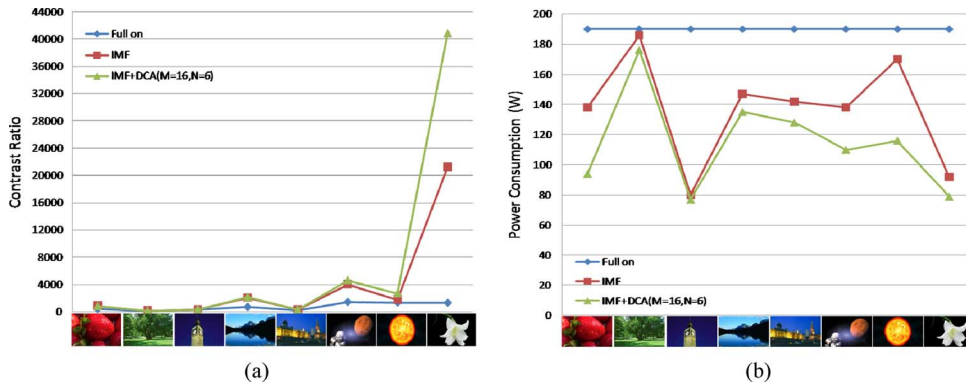 44000
40000
36000
32000
28000
24000
20000
16000
12000
8000
4000
0
Contrast Ratio
Full on
IMF
IMF+DCA(M=16,N=6)
(a)
200
180
160
140
120
100
80
60
40
20
0
Power Consumption (W)
Full on
IMF
IMF+DCA(M=16,N=6)
(b)